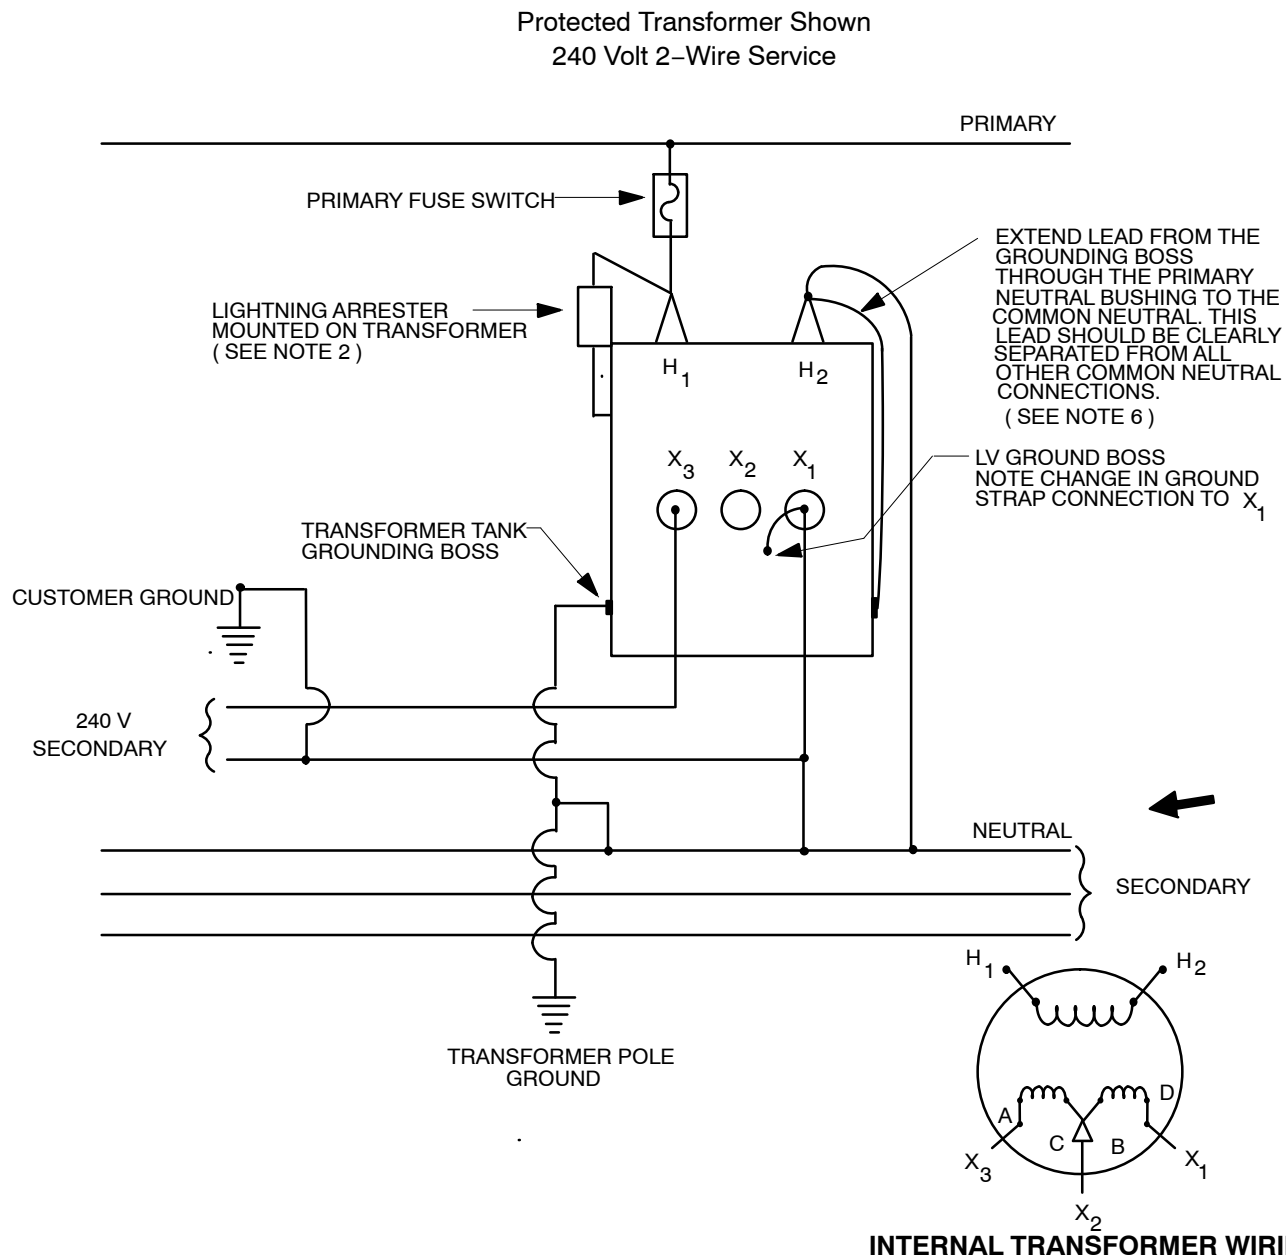 Protected Transformer Shown
240 Volt 2–Wire Service
PRIMARY
PRIMARY FUSE SWITCH
EXTEND LEAD FROM THE
GROUNDING BOSS
THROUGH THE PRIMARY
NEUTRAL BUSHING TO THE
COMMON NEUTRAL. THIS
LEAD SHOULD BE CLEARLY
SEPARATED FROM ALL
OTHER COMMON NEUTRAL
CONNECTIONS.
( SEE NOTE 6 )
LIGHTNING ARRESTER
MOUNTED ON TRANSFORMER
( SEE NOTE 2 )
H1 H2
X3 X2 X1
LV GROUND BOSS
NOTE CHANGE IN GROUND
STRAP CONNECTION TO X1
TRANSFORMER TANK
GROUNDING BOSS
CUSTOMER GROUND
240 V
SECONDARY
NEUTRAL
SECONDARY
TRANSFORMER POLE
GROUND
H1 H2
A C B D
X3 X1
X2
INTERNAL TRANSFORMER